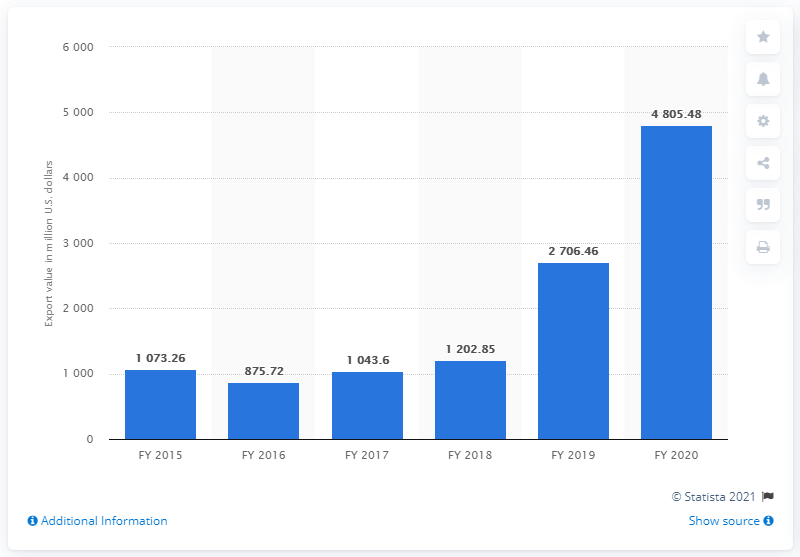 6 000
5 000
4 000
3 000
2 000
1 000
0
Export value in million U.S. dollars
1 073.26
875.72
1 043.6
1 202.85
2 706.46
4 805.48
FY 2015
FY 2016
FY 2017
FY 2018
FY 2019
FY 2020
© Statista 2021
Additional Information
Show source